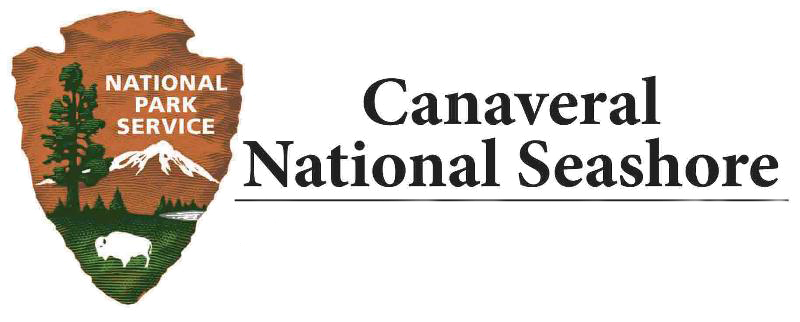 NATIONAL
PARK
SERVICE
Canaveral
National Seashore